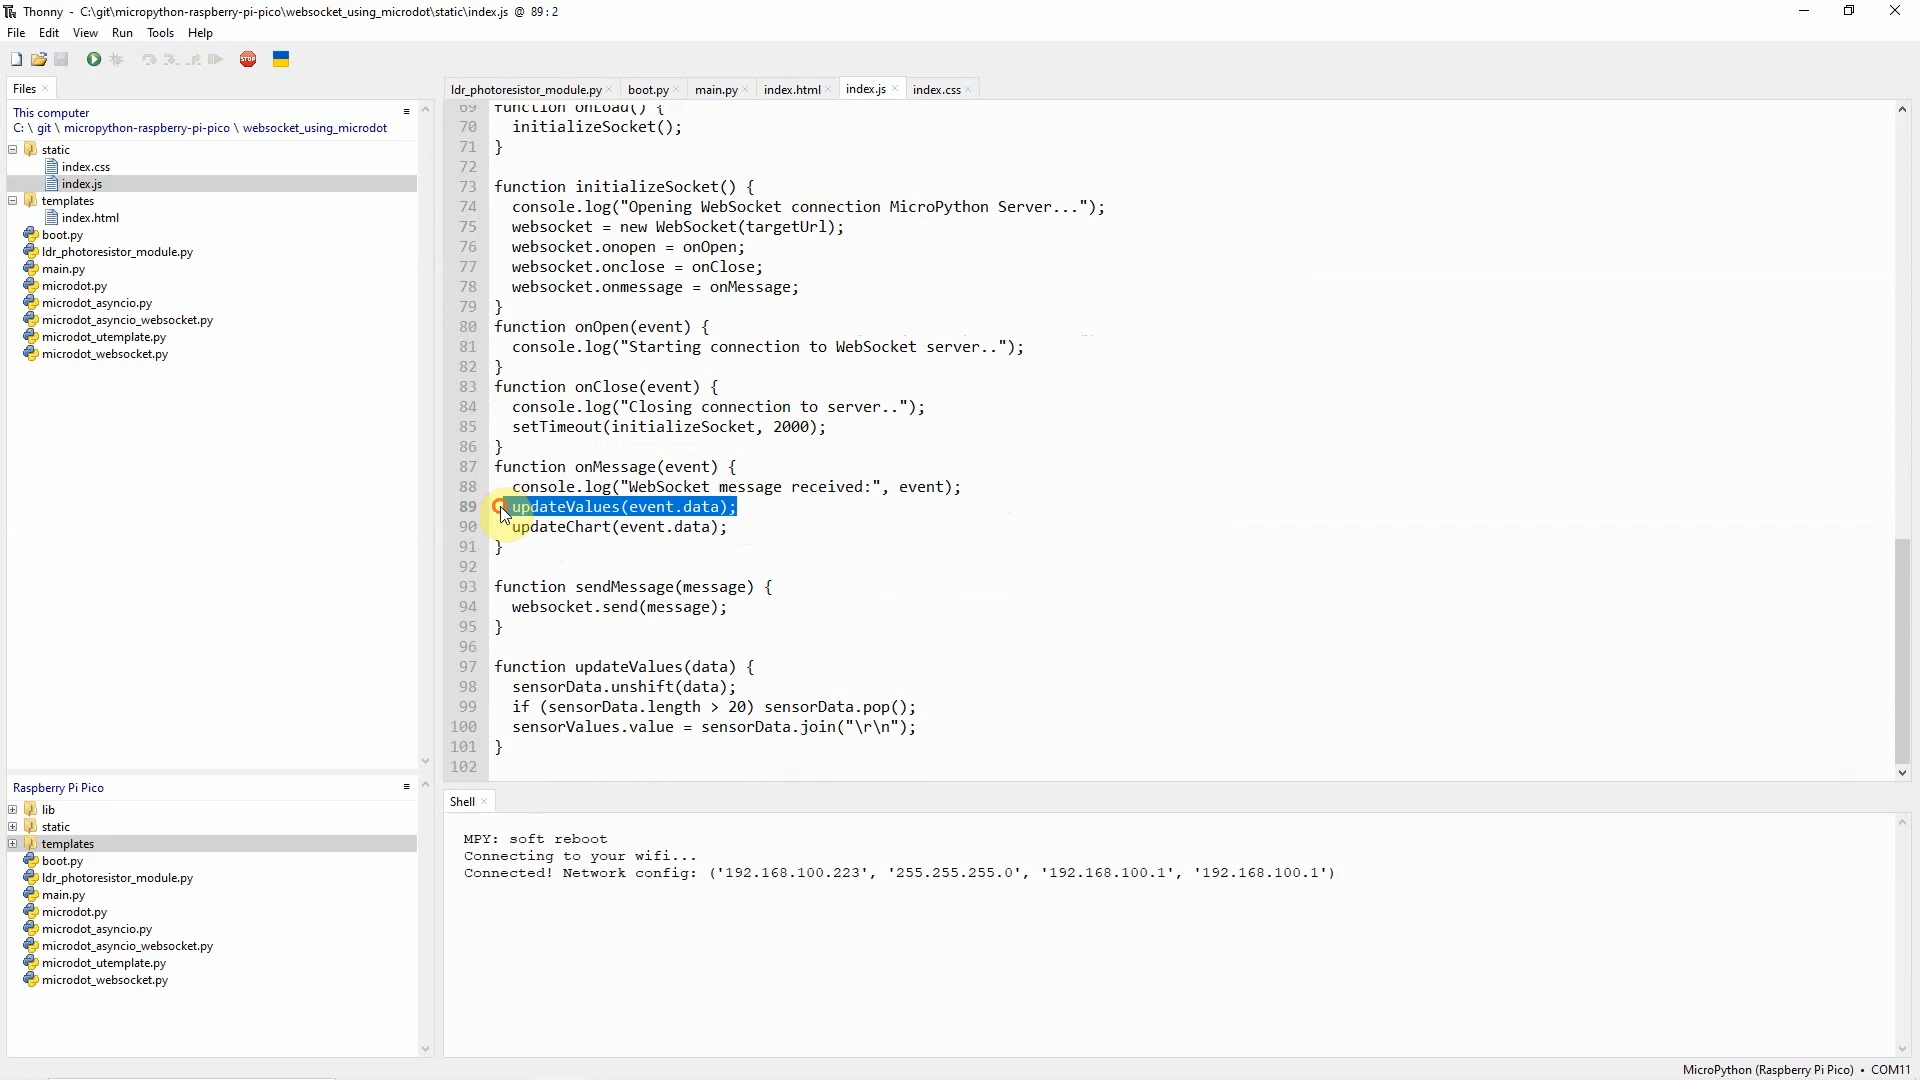 Thonny - C:\git\micropython-raspberry-pi-pico\websocket_using_microdot\static\index.js @ 89:2
File Edit View Run Tools Help
STOP
Files
This computer
C: \ git \ micropython-raspberry-pi-pico \ websocket_using_microdot
static
index.css
index.js
templates
index.html
boot.py
ldr_photoresistor_module.py
main.py
microdot.py
microdot_asyncio.py
microdot_asyncio_websocket.py
microdot_utemplate.py
microdot_websocket.py
Raspberry Pi Pico
lib
static
templates
boot.py
ldr_photoresistor_module.py
main.py
microdot.py
microdot_asyncio.py
microdot_asyncio_websocket.py
microdot_utemplate.py
microdot_websocket.py
ldr_photoresistor_module.py boot.py main.py index.html index.js index.css
69 function onLoad() {
70 initializeSocket();
71 }
72
73 function initializeSocket() {
74 console.log("Opening WebSocket connection MicroPython Server...");
75 websocket = new WebSocket(targetUrl);
76 websocket.onopen = onOpen;
77 websocket.onclose = onClose;
78 websocket.onmessage = onMessage;
79 }
80 function onOpen(event) {
81 console.log("Starting connection to WebSocket server..");
82 }
83 function onClose(event) {
84 console.log("Closing connection to server..");
85 setTimeout(initializeSocket, 2000);
86 }
87 function onMessage(event) {
88 console.log("WebSocket message received:", event);
89 updateValues(event.data);
90 updateChart(event.data);
91 }
92
93 function sendMessage(message) {
94 websocket.send(message);
95 }
96
97 function updateValues(data) {
98 sensorData.unshift(data);
99 if (sensorData.length > 20) sensorData.pop();
100 sensorValues.value = sensorData.join("\r\n");
101 }
102
Shell
MPY: soft reboot
Connecting to your wifi...
Connected! Network config: ('192.168.100.223', '255.255.255.0', '192.168.100.1', '192.168.100.1')
MicroPython (Raspberry Pi Pico) • COM11